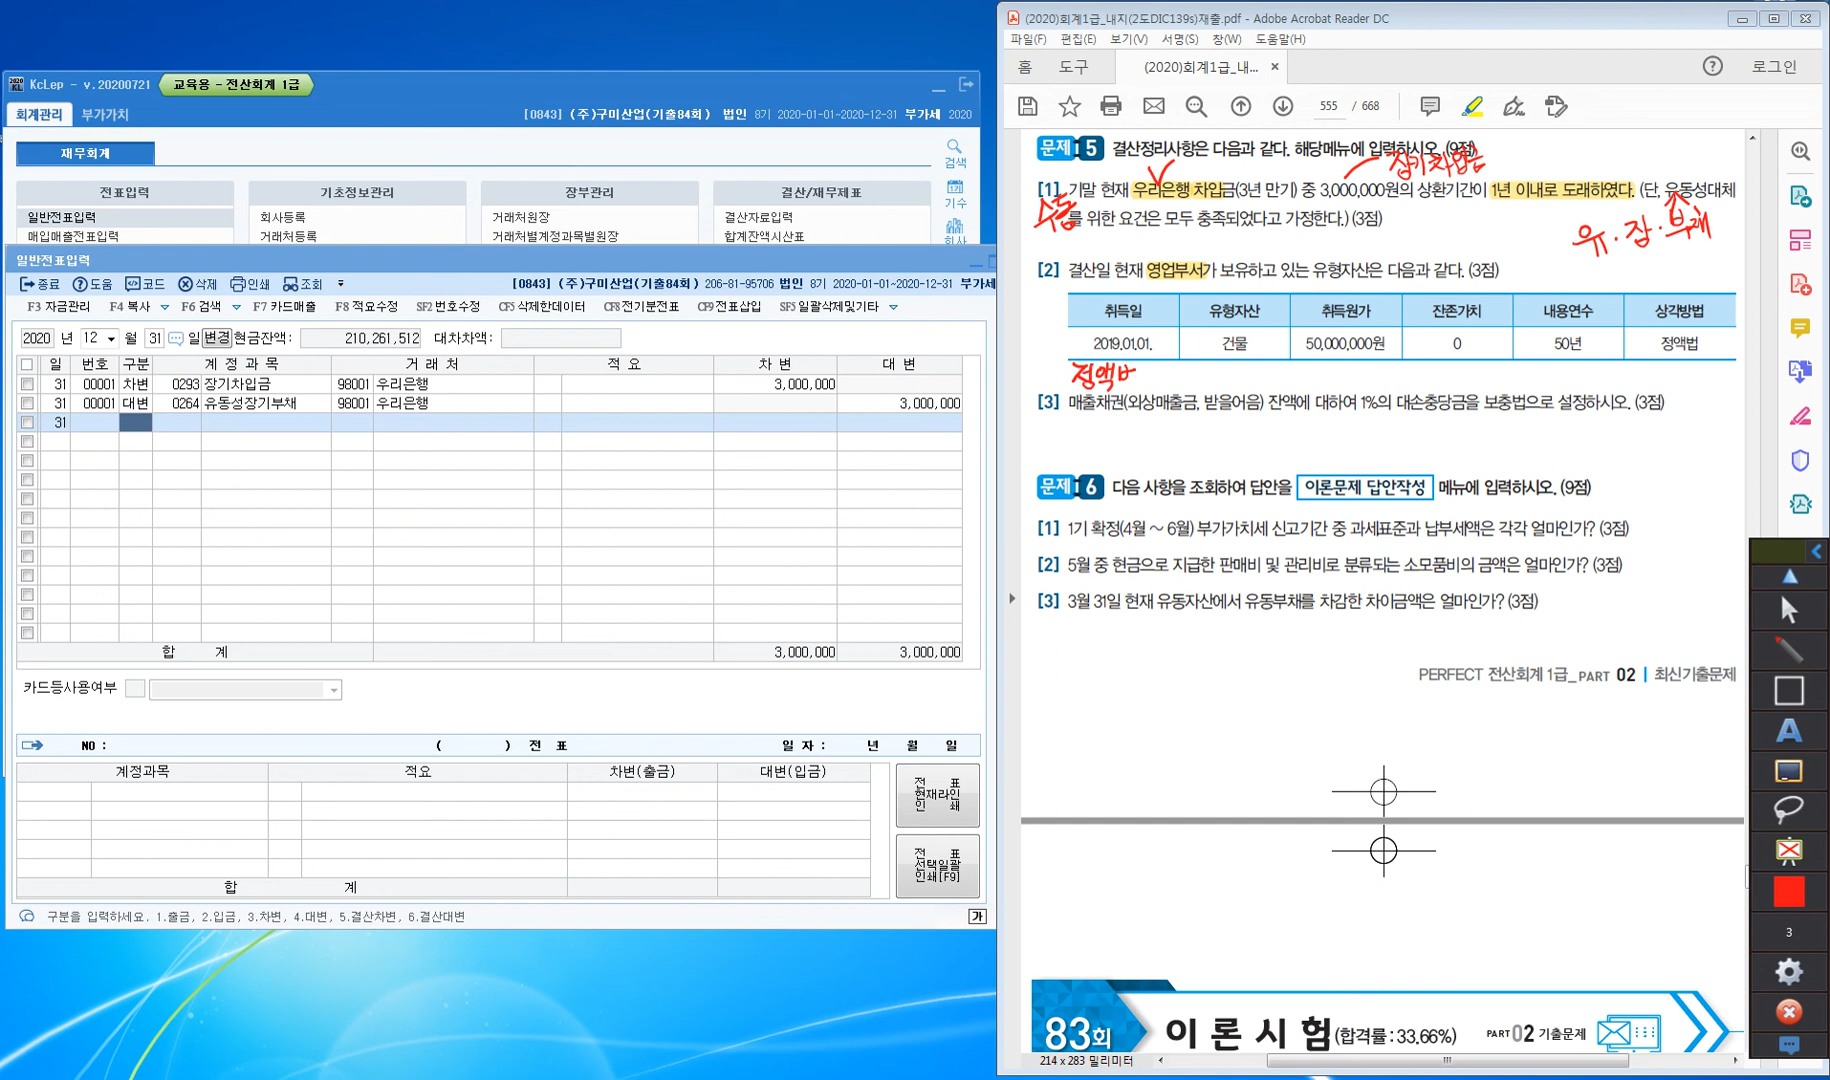 KcLep - v.20200721 교육용 - 전산회계 1급
회계관리 부가가치 [0843] (주)구미산업(기출84회) 법인 8기 2020-01-01~2020-12-31 부가세 2020
재무회계
검색
기수
회사
전표입력 기초정보관리 장부관리 결산/재무제표
일반전표입력 회사등록 거래처원장 결산자료입력
매입매출전표입력 거래처등록 거래처별계정과목별원장 합계잔액시산표
일반전표입력
종료 도움 코드 삭제 인쇄 조회 [0843] (주)구미산업(기출84회) 206-81-95706 법인 8기 2020-01-01~2020-12-31 부가세
F3 자금관리 F4 복사 F6 검색 F7 카드매출 F8 적요수정 SF2 번호수정 CF5 삭제한데이터 CF8 전기분전표 CF9 전표삽입 SF5 일괄삭제및기타
2020 년 12 월 31 일 변경 현금잔액: 210,261,512 대차차액:
일 번호 구분 계정과목 거래처 적요 차변 대변
31 00001 차변 0293 장기차입금 98001 우리은행 3,000,000
31 00001 대변 0264 유동성장기부채 98001 우리은행 3,000,000
31
합 계 3,000,000 3,000,000
카드등사용여부
NO : ( ) 전 표 일 자 : 년 월 일
계정과목 적요 차변(출금) 대변(입금)
전 표
현재라인
인 쇄
전 표
선택일괄
인쇄[F9]
합 계
구분을 입력하세요. 1.출금, 2.입금, 3.차변, 4.대변, 5.결산차변, 6.결산대변
가
(2020)회계1급_내지(2도DIC139s)재출.pdf - Adobe Acrobat Reader DC
파일(F) 편집(E) 보기(V) 서명(S) 창(W) 도움말(H)
홈 도구 (2020)회계1급_내... × 로그인
555 / 668
문제 5 결산정리사항은 다음과 같다. 해당메뉴에 입력하시오. (9점)
장기차입금
[1] 기말 현재 우리은행 차입금(3년 만기) 중 3,000,000원의 상환기간이 1년 이내로 도래하였다. (단, 유동성대체
수동
를 위한 요건은 모두 충족되었다고 가정한다.) (3점)
유.장.부채
[2] 결산일 현재 영업부서가 보유하고 있는 유형자산은 다음과 같다. (3점)
취득일 유형자산 취득원가 잔존가치 내용연수 상각방법
2019.01.01. 건물 50,000,000원 0 50년 정액법
정액법
[3] 매출채권(외상매출금, 받을어음) 잔액에 대하여 1%의 대손충당금을 보충법으로 설정하시오. (3점)
문제 6 다음 사항을 조회하여 답안을 이론문제 답안작성 메뉴에 입력하시오. (9점)
[1] 1기 확정(4월 ~ 6월) 부가가치세 신고기간 중 과세표준과 납부세액은 각각 얼마인가? (3점)
[2] 5월 중 현금으로 지급한 판매비 및 관리비로 분류되는 소모품비의 금액은 얼마인가? (3점)
[3] 3월 31일 현재 유동자산에서 유동부채를 차감한 차이금액은 얼마인가? (3점)
PERFECT 전산회계 1급_PART 02 | 최신기출문제
83회 이론시험(합격률 : 33.66%) PART 02 기출문제
214 x 283 밀리미터
3